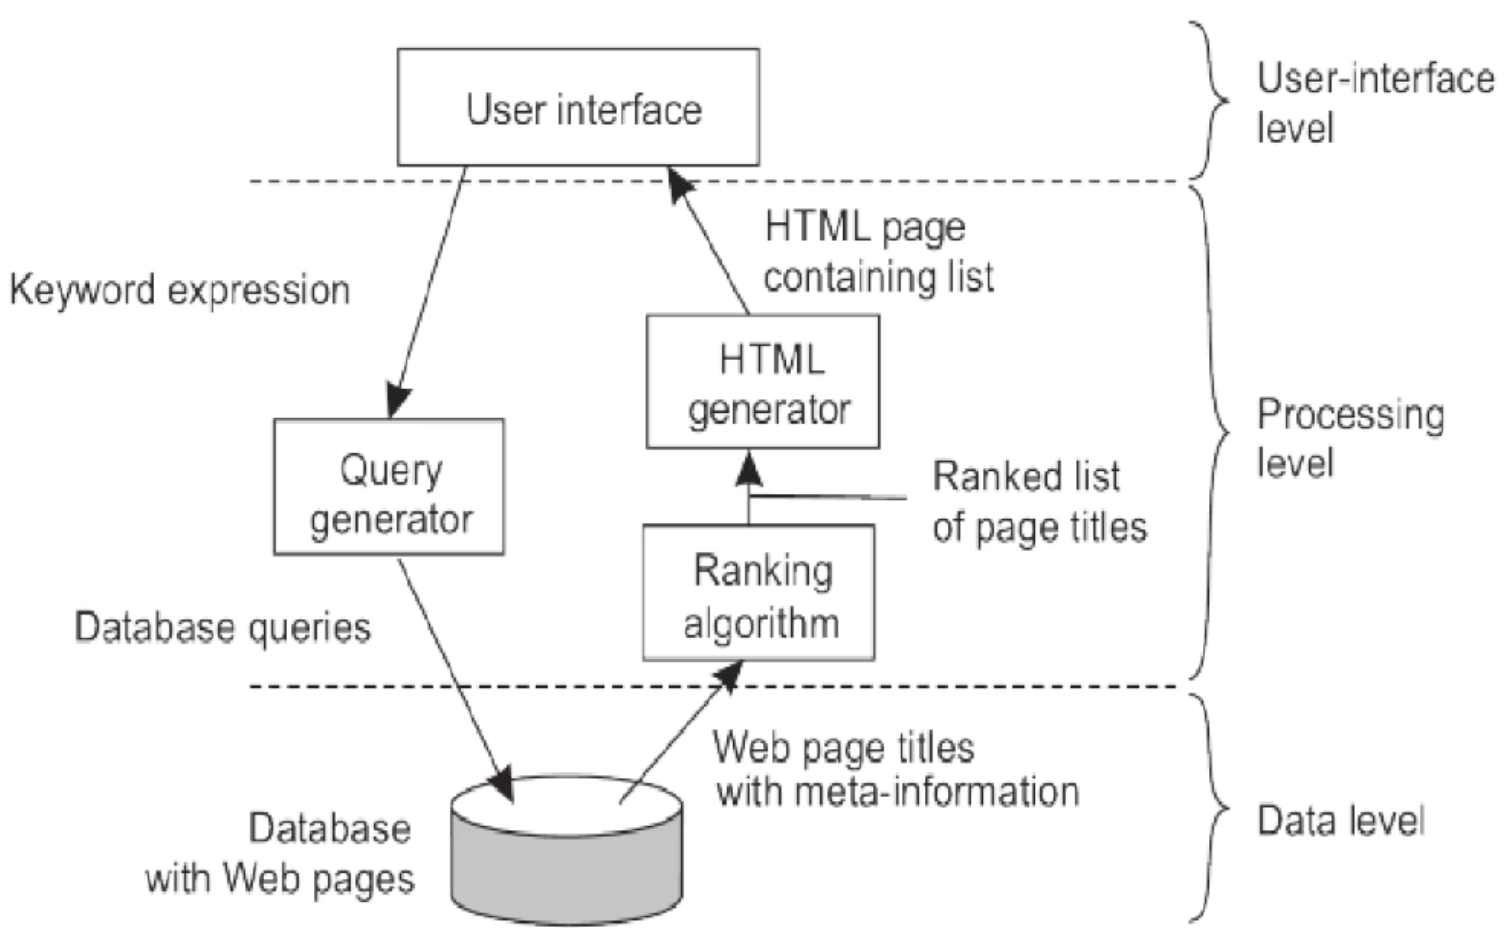 User interface
User-interface
level
HTML page
containing list
Keyword expression
HTML
generator
Query
generator
Ranked list
of page titles
Processing
level
Ranking
algorithm
Database queries
Web page titles
with meta-information
Database
with Web pages
Data level